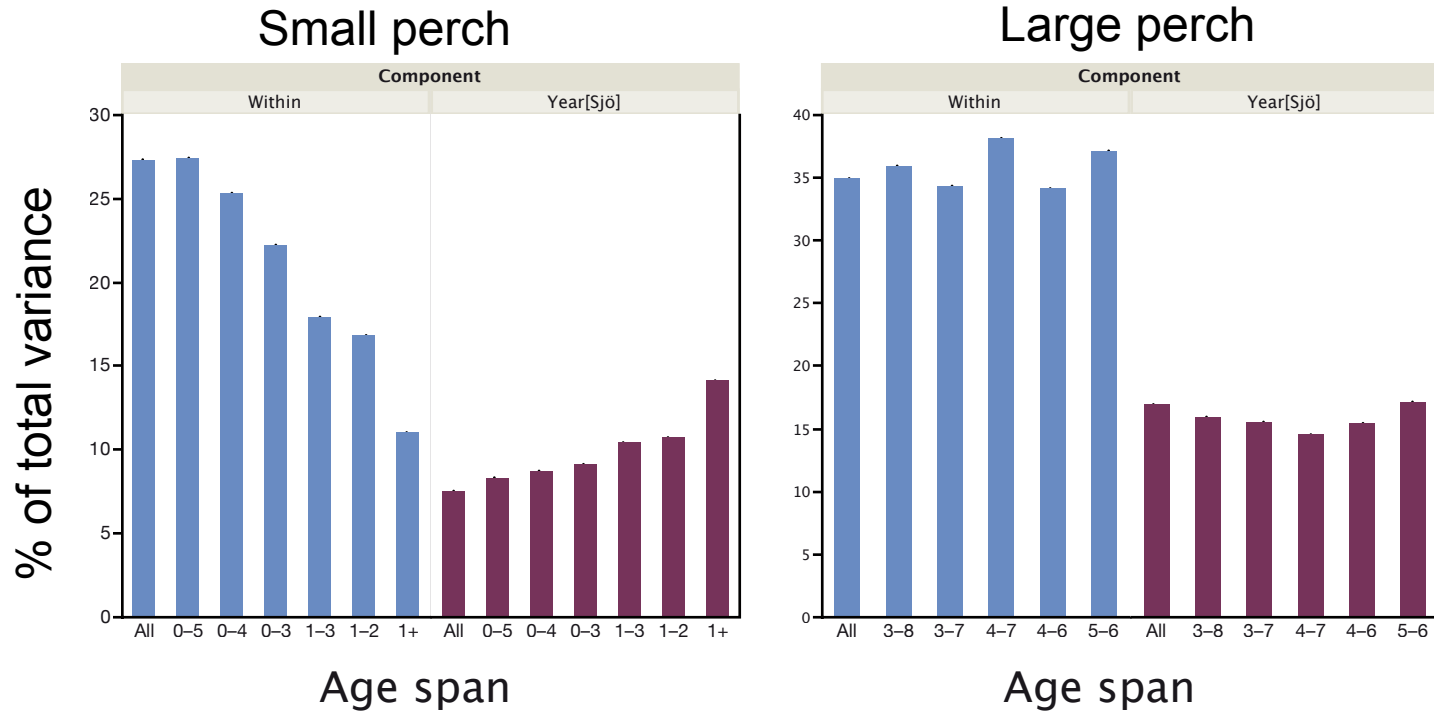 Small perch
Large perch
% of total variance
Component
Within Year[Sjö]
30
25
20
15
10
5
0
All 0–5 0–4 0–3 1–3 1–2 1+ All 0–5 0–4 0–3 1–3 1–2 1+
Age span
Component
Within Year[Sjö]
40
35
30
25
20
15
10
5
0
All 3–8 3–7 4–7 4–6 5–6 All 3–8 3–7 4–7 4–6 5–6
Age span